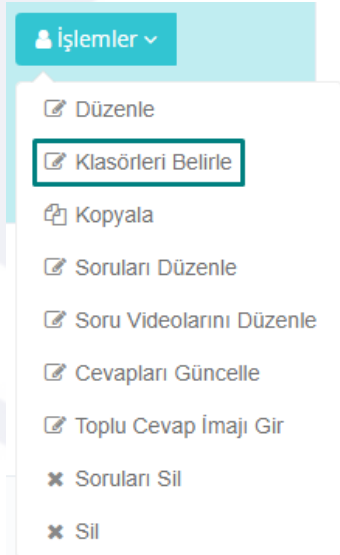 İşlemler
Düzenle
Klasörleri Belirle
Kopyala
Soruları Düzenle
Soru Videolarını Düzenle
Cevapları Güncelle
Toplu Cevap İmajı Gir
Soruları Sil
Sil